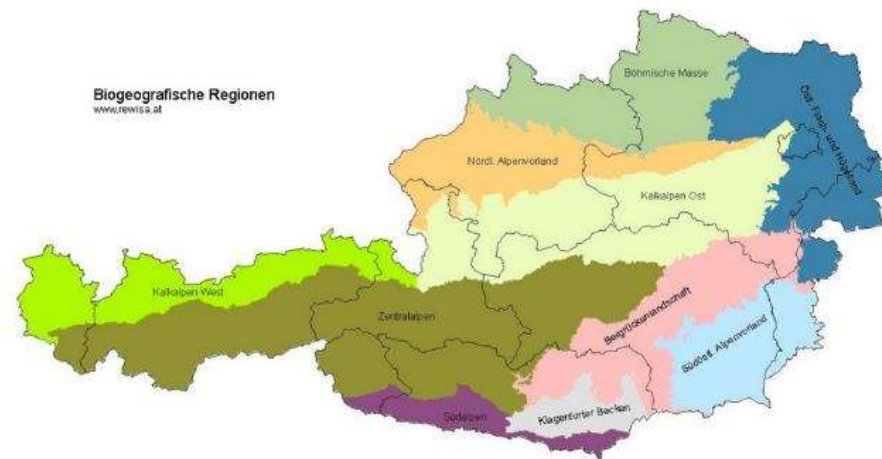 Biogeografische Regionen
www.rewisa.at
Böhmische Masse
Öst. Flach- und Hügelland
Nördl. Alpenvorland
Kalkalpen Ost
Kalkalpen West
Zentralalpen
Bergrückenlandschaft
Südöstl. Alpenvorland
Südalpen
Klagenfurter Becken